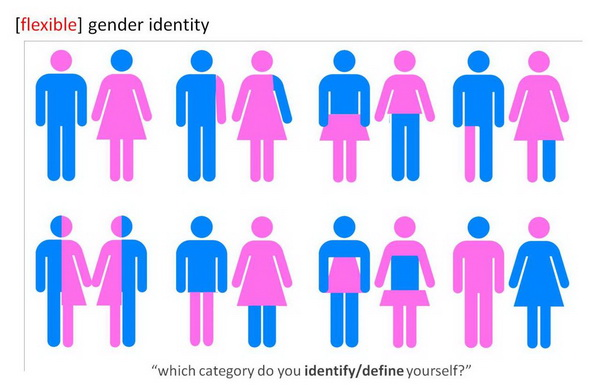 [flexible] gender identity
“which category do you identify/define yourself?”